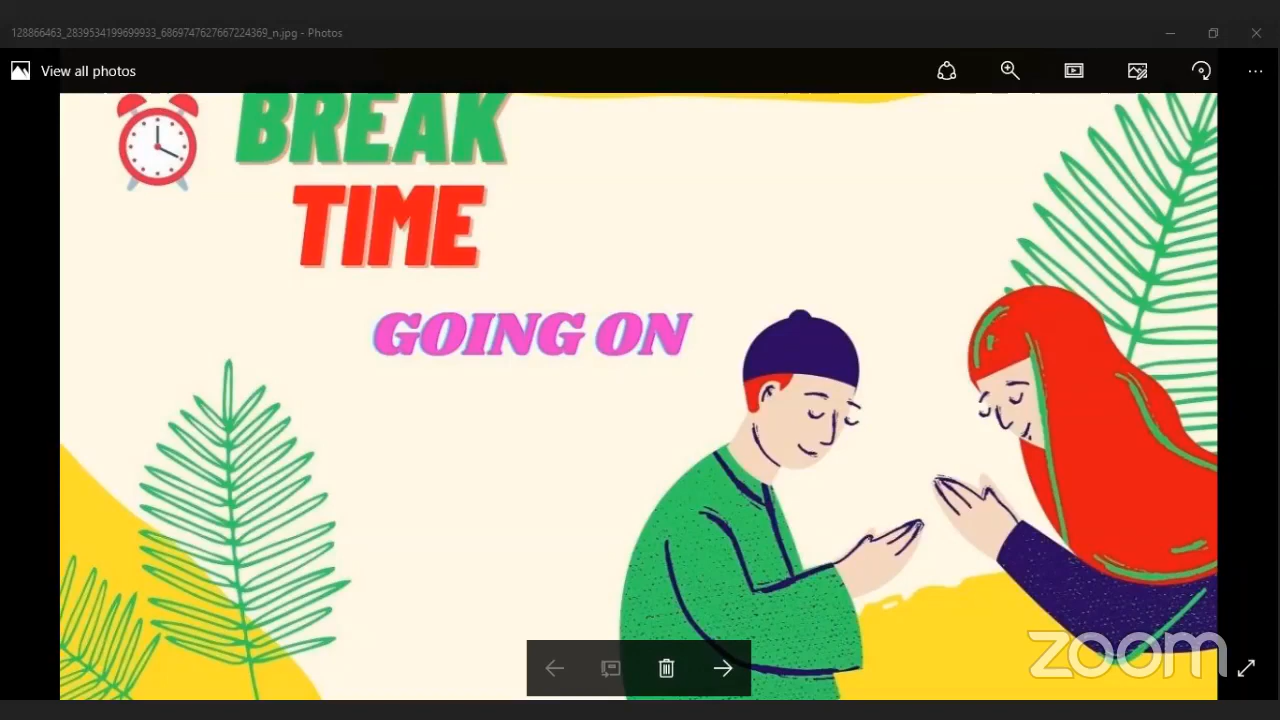 128866463_2839534199699933_6869747627667224369_n.jpg - Photos
View all photos
BREAK
TIME
GOING ON
zoom